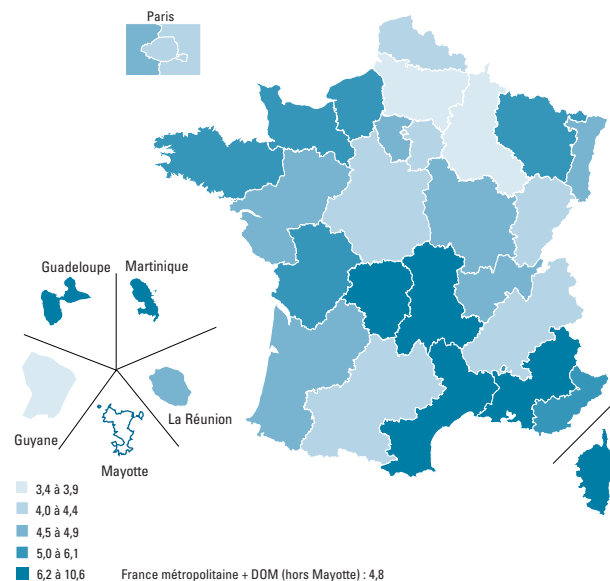 Paris
Guadeloupe
Martinique
Guyane
La Réunion
Mayotte
3,4 à 3,9
4,0 à 4,4
4,5 à 4,9
5,0 à 6,1
6,2 à 10,6
France métropolitaine + DOM (hors Mayotte) : 4,8